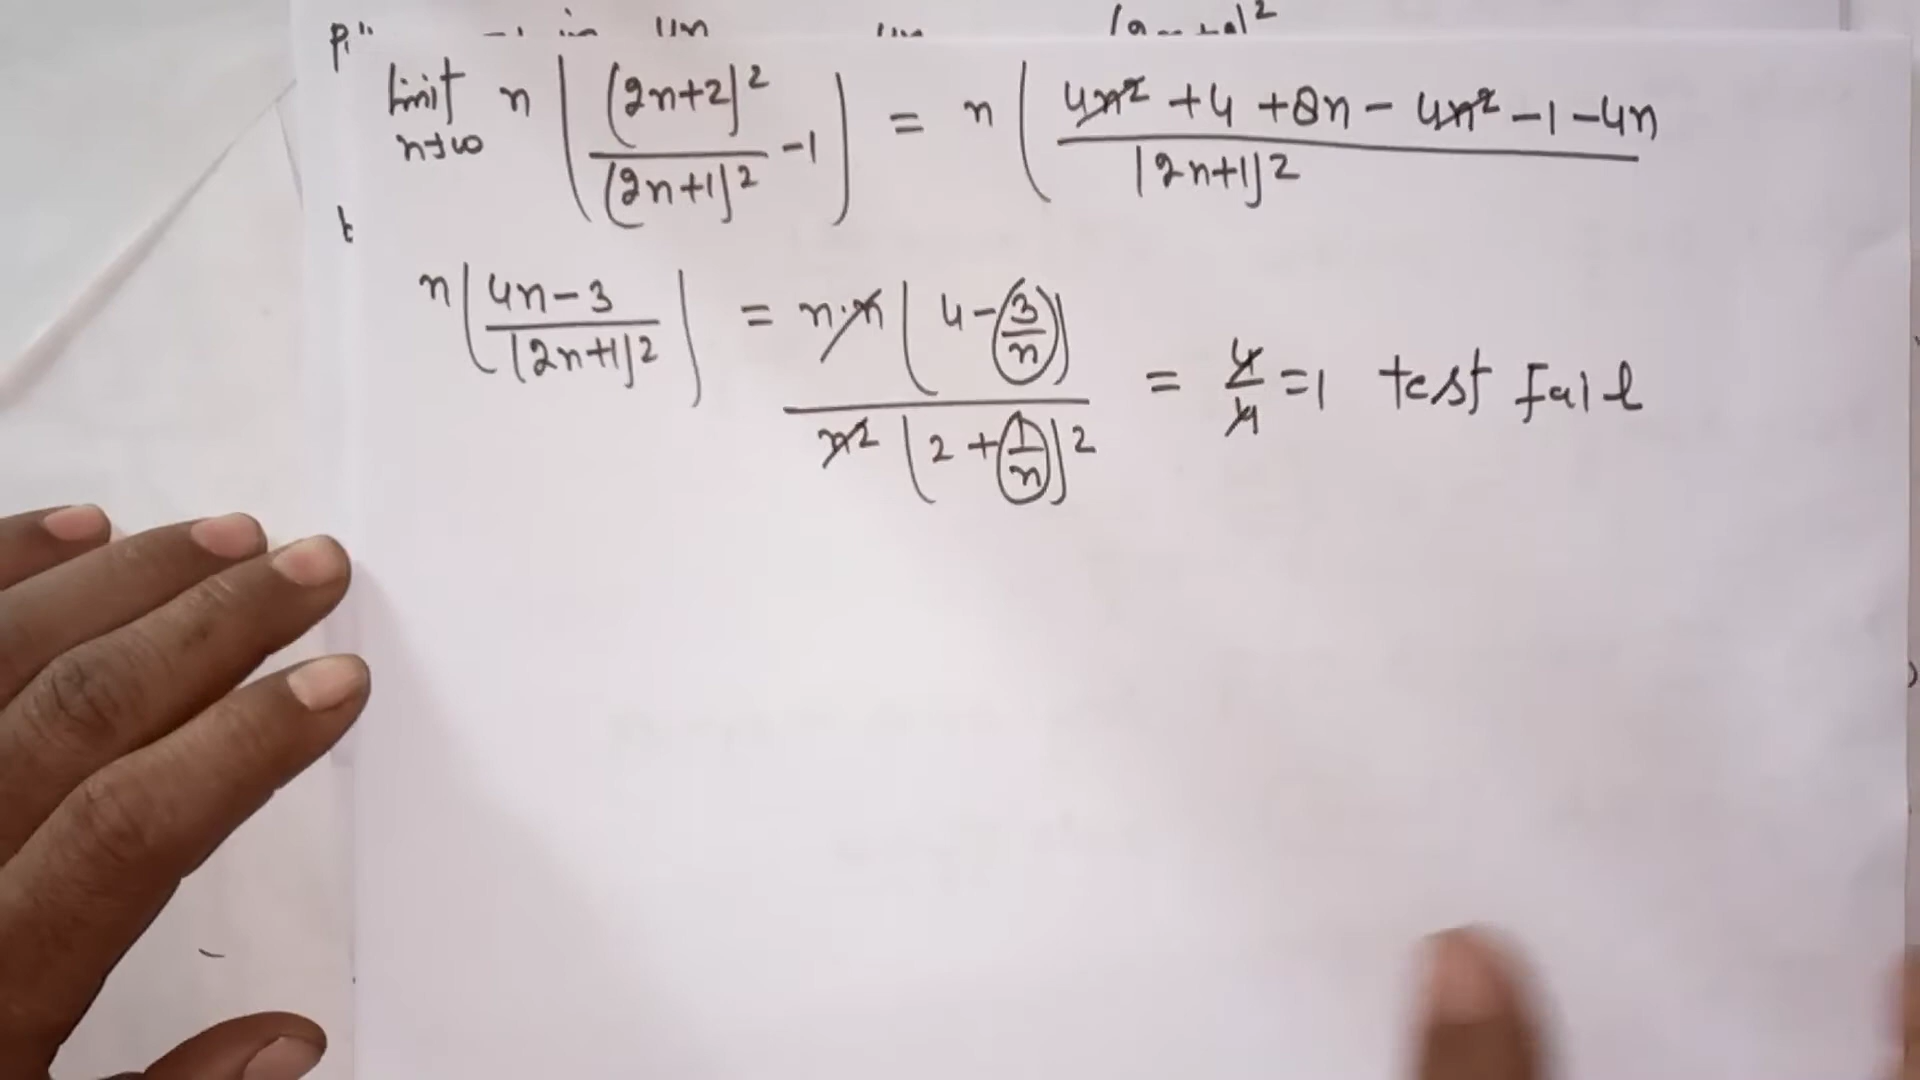 limit n→∞ n ( (2n+2)² / (2n+1)² - 1 ) = n ( 4n² + 4 + 8n - 4n² - 1 - 4n / (2n+1)²
n ( 4n - 3 / (2n+1)² ) = n·n ( 4 - 3/n ) / n² ( 2 + 1/n )² = 4/4 = 1 test fail